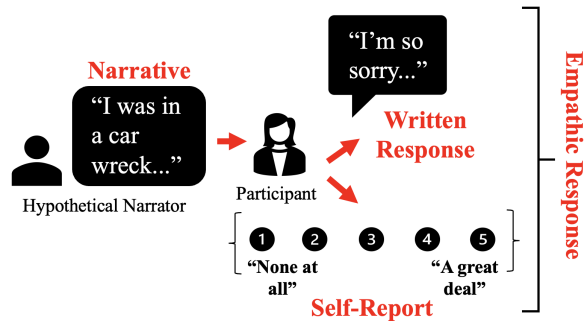 Narrative
“I was in
a car
wreck...”
Hypothetical Narrator
Participant
“I’m so
sorry...”
Written
Response
1 2 3 4 5
“None at
all”
“A great
deal”
Self-Report
Empathic Response